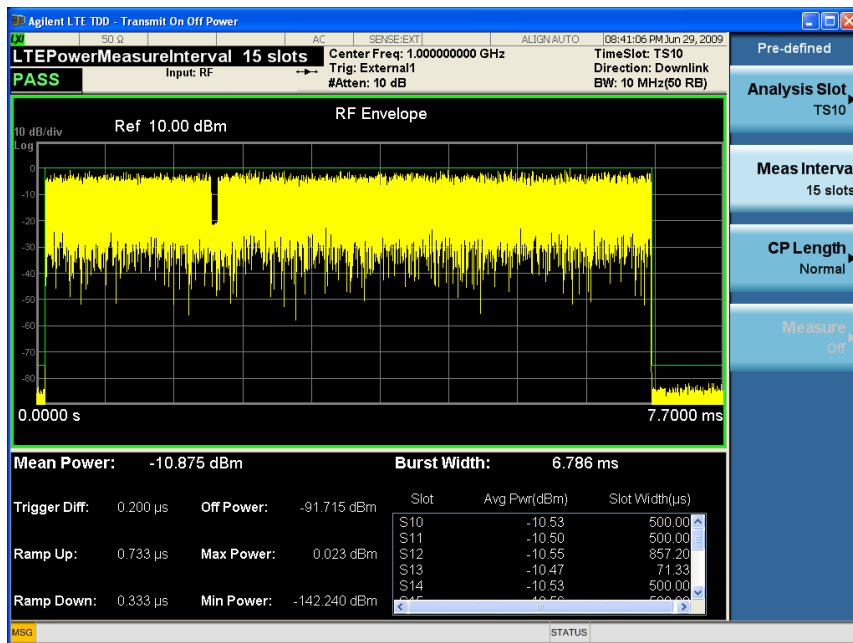 Agilent LTE TDD - Transmit On Off Power
LXI 50 Ω AC SENSE:EXT ALIGN AUTO 08:41:06 PM Jun 29, 2009
LTEPowerMeasureInterval 15 slots
Center Freq: 1.000000000 GHz
TimeSlot: TS10
Input: RF
Trig: External1
Direction: Downlink
PASS
#Atten: 10 dB
BW: 10 MHz(50 RB)
Pre-defined
Analysis Slot
TS10
Meas Interva
15 slots
CP Length
Normal
Measure
Off
RF Envelope
10 dB/div
Ref 10.00 dBm
Log
0
-10
-20
-30
-40
-50
-60
-70
-80
0.0000 s
7.7000 ms
Mean Power: -10.875 dBm
Burst Width: 6.786 ms
Trigger Diff: 0.200 µs
Off Power: -91.715 dBm
Ramp Up: 0.733 µs
Max Power: 0.023 dBm
Ramp Down: 0.333 µs
Min Power: -142.240 dBm
Slot Avg Pwr(dBm) Slot Width(µs)
S10 -10.53 500.00
S11 -10.50 500.00
S12 -10.55 857.20
S13 -10.47 71.33
S14 -10.53 500.00
MSG
STATUS